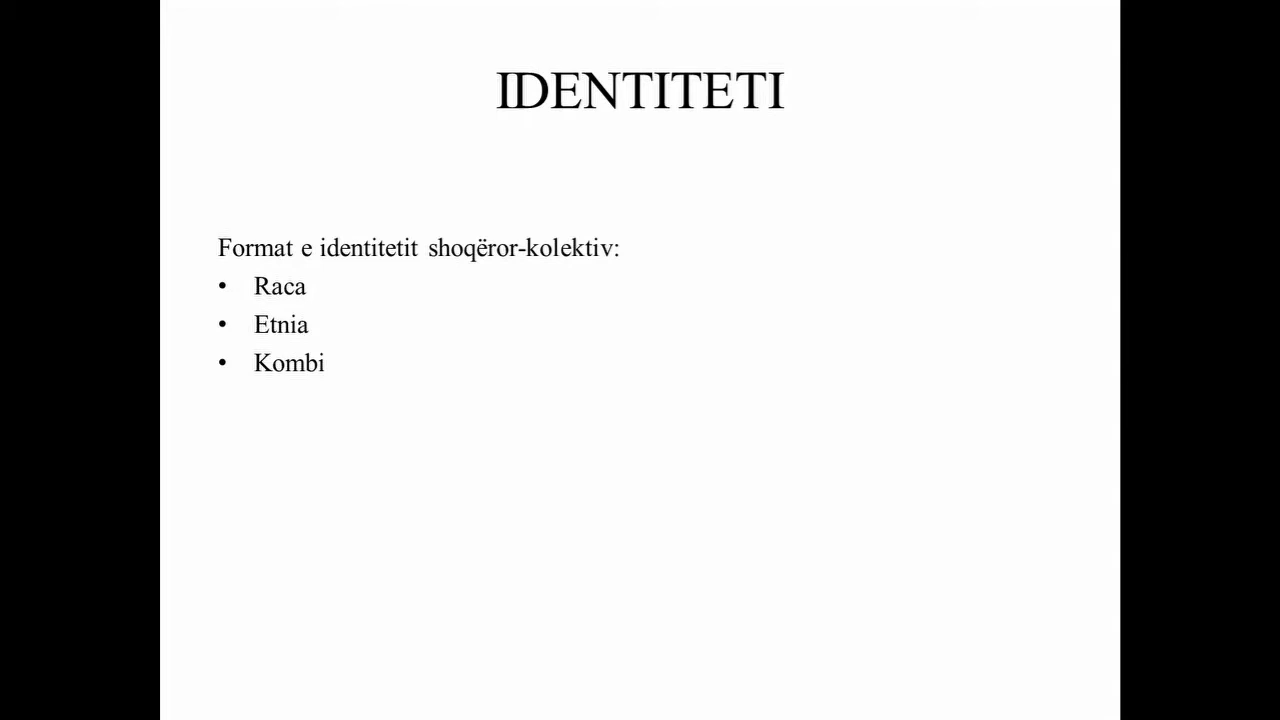 IDENTITETI
Format e identitetit shoqëror-kolektiv:
• Raca
• Etnia
• Kombi